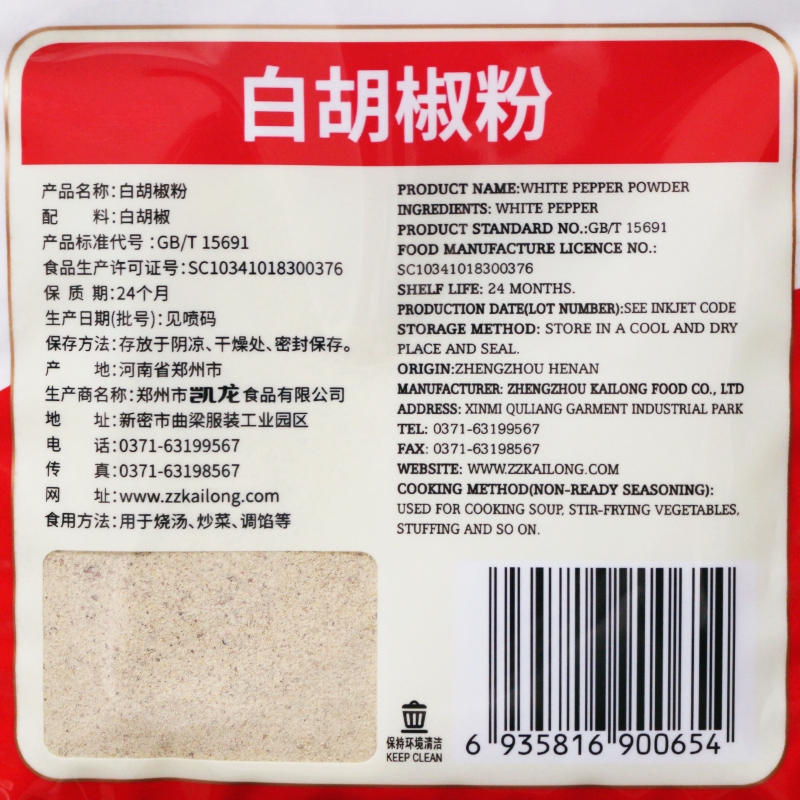 白胡椒粉
产品名称:白胡椒粉
配 料:白胡椒
产品标准代号:GB/T 15691
食品生产许可证号:SC10341018300376
保 质 期:24个月
生产日期(批号):见喷码
保存方法:存放于阴凉、干燥处、密封保存。
产 地:河南省郑州市
生产商名称:郑州市凯龙食品有限公司
地 址:新密市曲梁服装工业园区
电 话:0371-63199567
传 真:0371-63198567
网 址:www.zzkailong.com
食用方法:用于烧汤、炒菜、调馅等
PRODUCT NAME:WHITE PEPPER POWDER
INGREDIENTS: WHITE PEPPER
PRODUCT STANDARD NO.:GB/T 15691
FOOD MANUFACTURE LICENCE NO.:
SC10341018300376
SHELF LIFE: 24 MONTHS.
PRODUCTION DATE(LOT NUMBER):SEE INKJET CODE
STORAGE METHOD: STORE IN A COOL AND DRY
PLACE AND SEAL.
ORIGIN:ZHENGZHOU HENAN
MANUFACTURER: ZHENGZHOU KAILONG FOOD CO., LTD
ADDRESS: XINMI QULIANG GARMENT INDUSTRIAL PARK
TEL: 0371-63199567
FAX: 0371-63198567
WEBSITE: WWW.ZZKAILONG.COM
COOKING METHOD(NON-READY SEASONING):
USED FOR COOKING SOUP, STIR-FRYING VEGETABLES,
STUFFING AND SO ON.
保持环境清洁
KEEP CLEAN
6 935816 900654